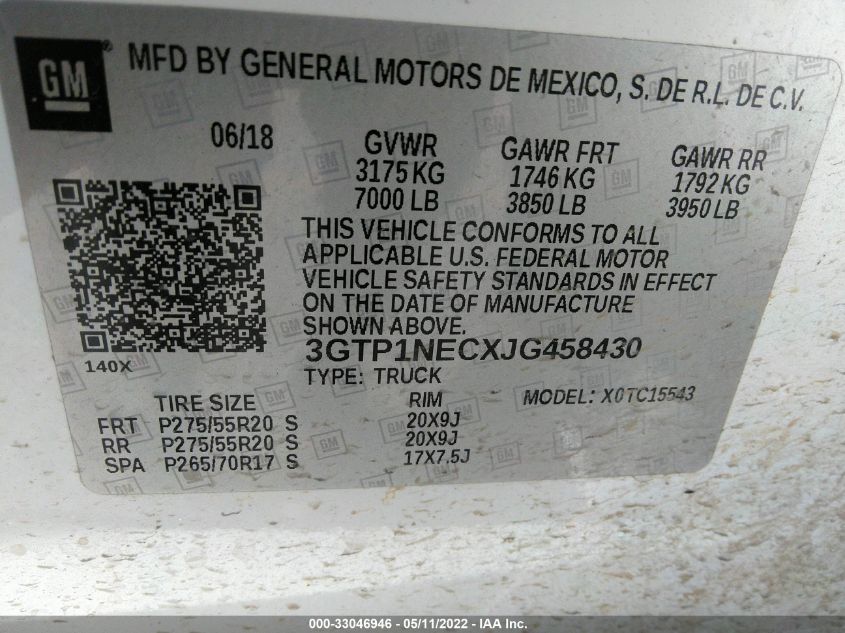 GM
MFD BY GENERAL MOTORS DE MEXICO, S. DE R.L. DE C.V.
06/18 GVWR GAWR FRT GAWR RR
3175 KG 1746 KG 1792 KG
7000 LB 3850 LB 3950 LB
THIS VEHICLE CONFORMS TO ALL
APPLICABLE U.S. FEDERAL MOTOR
VEHICLE SAFETY STANDARDS IN EFFECT
ON THE DATE OF MANUFACTURE
SHOWN ABOVE.
3GTP1NECXJG458430
140X
TYPE: TRUCK MODEL: X0TC15543
TIRE SIZE RIM
FRT P275/55R20 S 20X9J
RR P275/55R20 S 20X9J
SPA P265/70R17 S 17X7.5J
000-33046946 - 05/11/2022 - IAA Inc.